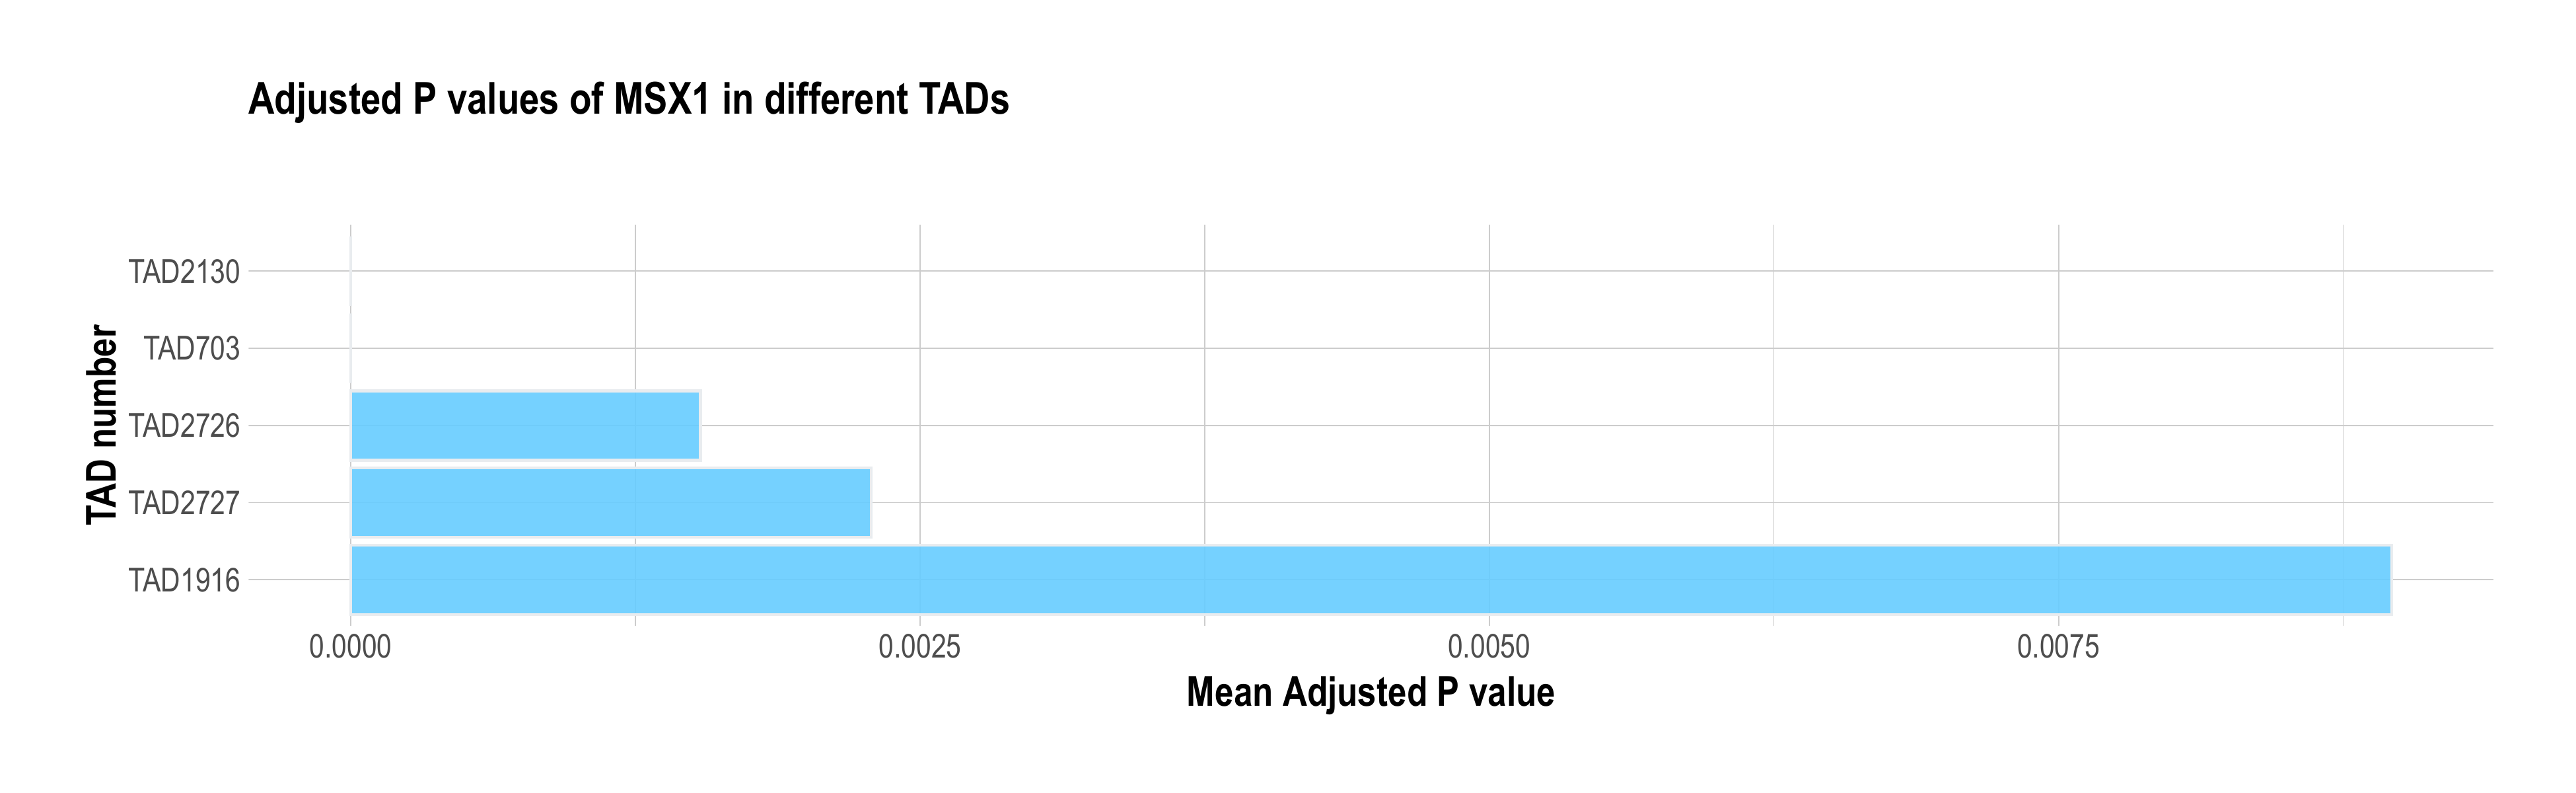 Adjusted P values of MSX1 in different TADs
TAD number
TAD2130
TAD703
TAD2726
TAD2727
TAD1916
0.0000 0.0025 0.0050 0.0075
Mean Adjusted P value